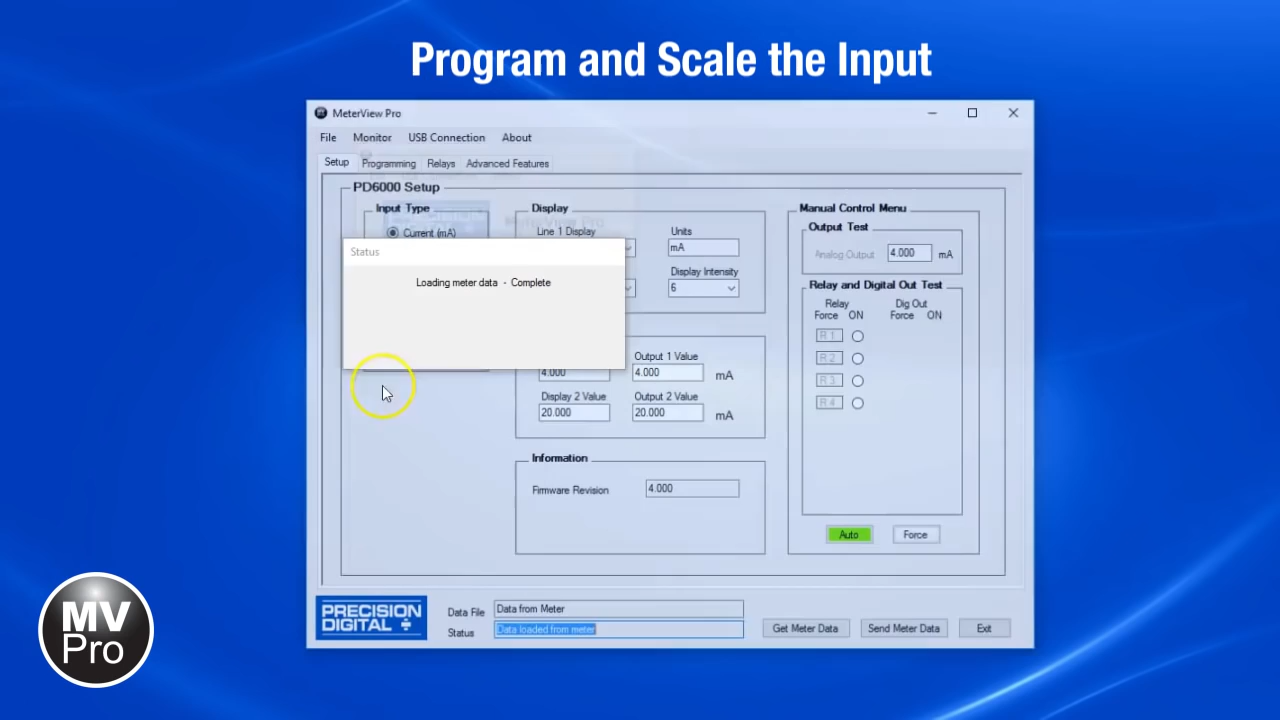 Program and Scale the Input
MeterView Pro
File Monitor USB Connection About
Setup Programming Relays Advanced Features
PD6000 Setup
Input Type
Current (mA)
Status
Loading meter data - Complete
Display
Line 1 Display
Units
mA
Display Intensity
6
Output 1 Value
4.000 4.000 mA
Display 2 Value Output 2 Value
20.000 20.000 mA
Information
Firmware Revision 4.000
Manual Control Menu
Output Test
Analog Output 4.000 mA
Relay and Digital Out Test
Relay Dig Out
Force ON Force ON
R 1
R 2
R 3
R 4
Auto Force
PRECISION
DIGITAL
Data File Data from Meter
Status Data loaded from meter
Get Meter Data Send Meter Data Exit
MV
Pro